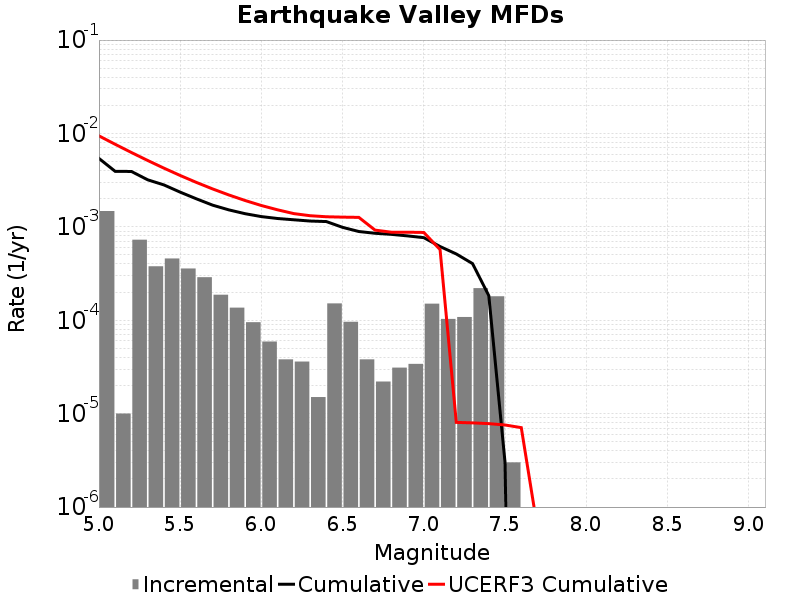 Earthquake Valley MFDs
10-1
10-2
10-3
10-4
10-5
10-6
Rate (1/yr)
5.0 5.5 6.0 6.5 7.0 7.5 8.0 8.5 9.0
Magnitude
Incremental Cumulative UCERF3 Cumulative